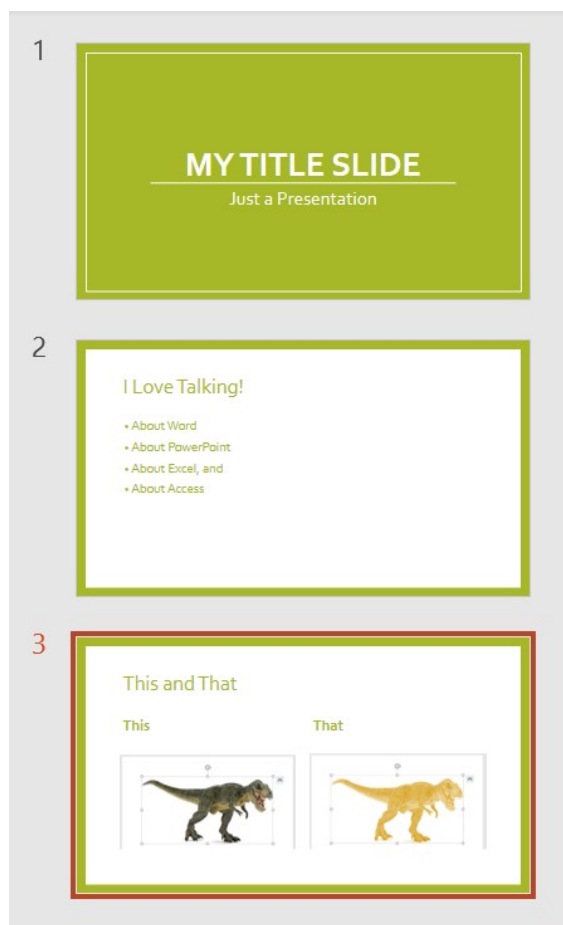 1
MY TITLE SLIDE
Just a Presentation
2
I Love Talking!
• About Word
• About PowerPoint
• About Excel, and
• About Access
3
This and That
This That